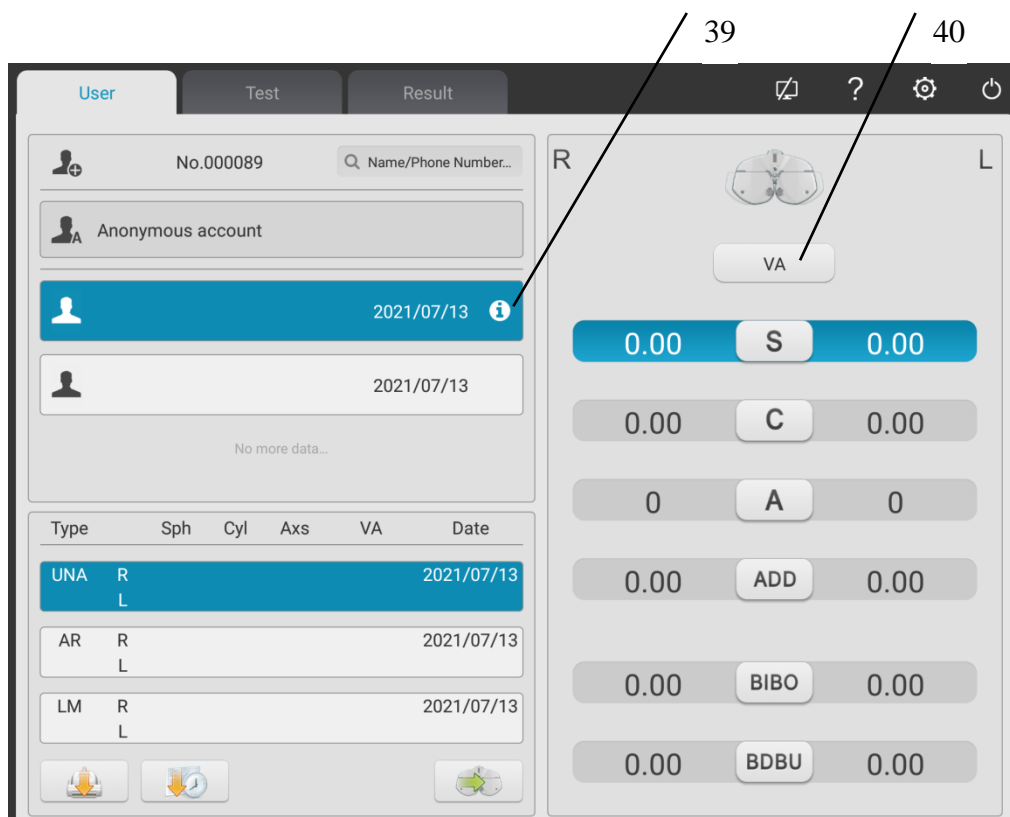 39
40
User
Test
Result
?
No.000089
Name/Phone Number...
A Anonymous account
2021/07/13 i
2021/07/13
No more data...
Type Sph Cyl Axs VA Date
UNA R 2021/07/13
L
AR R 2021/07/13
L
LM R 2021/07/13
L
R
L
VA
0.00 S 0.00
0.00 C 0.00
0 A 0
0.00 ADD 0.00
0.00 BIBO 0.00
0.00 BDBU 0.00